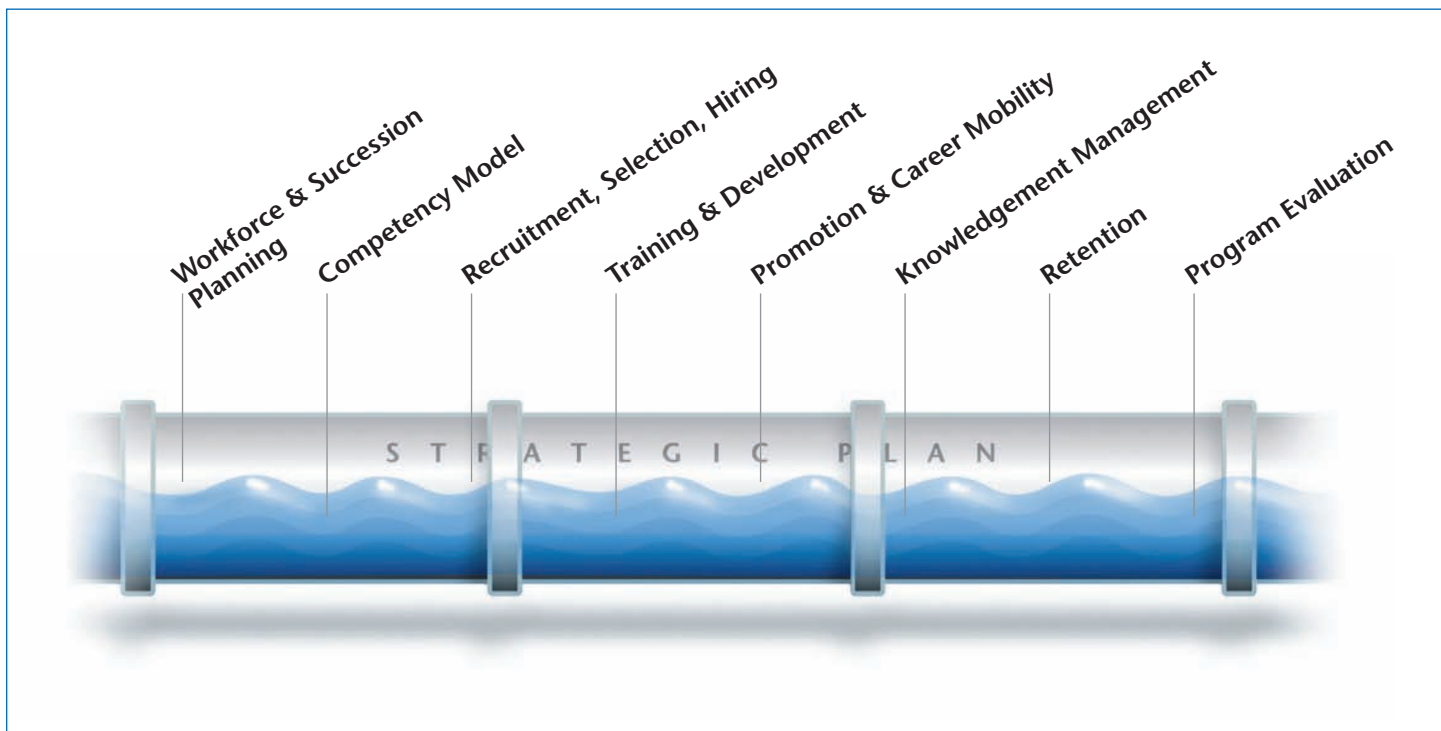 Workforce & Succession
Planning
Competency Model
Recruitment, Selection, Hiring
Training & Development
Promotion & Career Mobility
Knowledgement Management
Retention
Program Evaluation
STRATEGIC PLAN